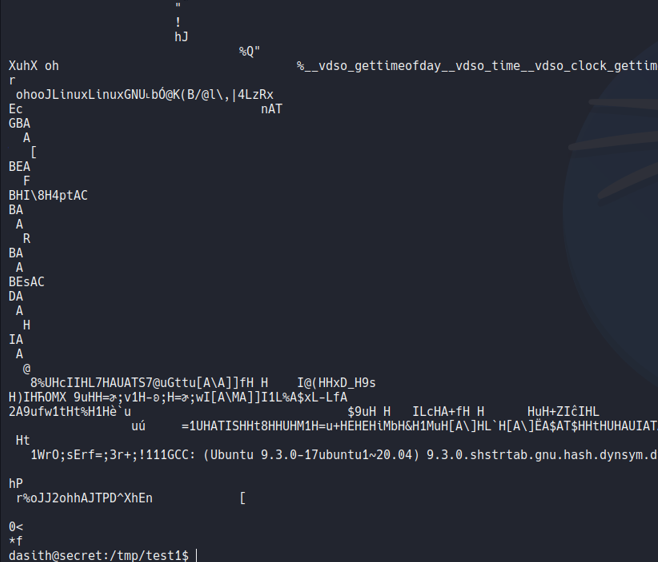 "
!
hJ
%Q"
XuhX oh %__vdso_gettimeofday__vdso_time__vdso_clock_gettim
r
ohooJLinuxLinuxGNU bÓ@K(B/@l\,|4LzRx
Ec nAT
GBA
A
[
BEA
F
BHI\8H4ptAC
BA
A
R
BA
A
BEsAC
DA
A
H
IA
A
@
8%UHcIIHL7HAUATS7@uGttu[A\A]]fH H I@(HHxD_H9s
9uHH= ;v1H- ;H= ;wI[A\MA]]I1L%A$xL-LfA
2A9ufw1tHt%H1Hè`u $9uH H ILcHA+fH H HuH+ZIĉIHL
uú =1UHATISHHt8HHUHM1H=u+HEHEHiMbH&H1MuH[A\]HL`H[A\]ËA$AT$HHtHUHAUIAT
Ht
1WrO;sErf=;3r+;!111GCC: (Ubuntu 9.3.0-17ubuntu1~20.04) 9.3.0.shstrtab.gnu.hash.dynsym.d
hP
r%oJJ2ohhAJTPD^XhEn [
0<
*f
dasith@secret:/tmp/test1$